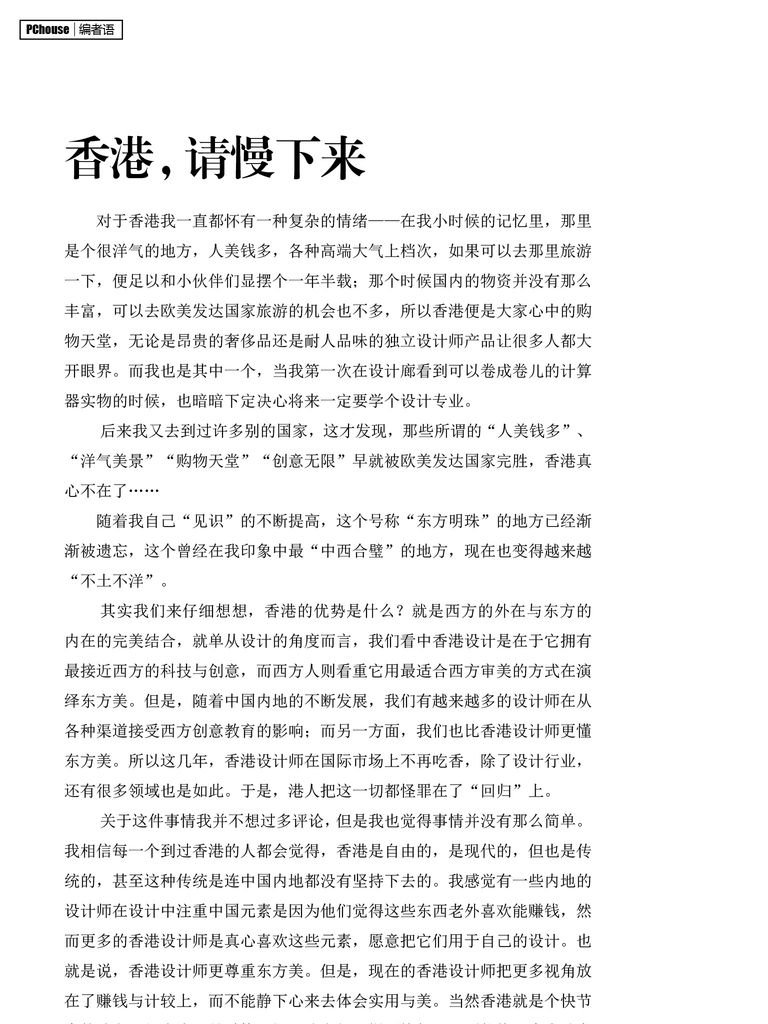 PChouse 编者语
香港，请慢下来
对于香港我一直都怀有一种复杂的情绪——在我小时候的记忆里，那里
是个很洋气的地方，人美钱多，各种高端大气上档次，如果可以去那里旅游
一下，便足以和小伙伴们显摆个一年半载；那个时候国内的物资并没有那么
丰富，可以去欧美发达国家旅游的机会也不多，所以香港便是大家心中的购
物天堂，无论是昂贵的奢侈品还是耐人品味的独立设计师产品让很多人都大
开眼界。而我也是其中一个，当我第一次在设计廊看到可以卷成卷儿的计算
器实物的时候，也暗暗下定决心将来一定要学个设计专业。
后来我又去到过许多别的国家，这才发现，那些所谓的“人美钱多”、
“洋气美景”“购物天堂”“创意无限”早就被欧美发达国家完胜，香港真
心不在了……
随着我自己“见识”的不断提高，这个号称“东方明珠”的地方已经渐
渐被遗忘，这个曾经在我印象中最“中西合璧”的地方，现在也变得越来越
“不土不洋”。
其实我们来仔细想想，香港的优势是什么？就是西方的外在与东方的
内在的完美结合，就单从设计的角度而言，我们看中香港设计是在于它拥有
最接近西方的科技与创意，而西方人则看重它用最适合西方审美的方式在演
绎东方美。但是，随着中国内地的不断发展，我们有越来越多的设计师在从
各种渠道接受西方创意教育的影响；而另一方面，我们也比香港设计师更懂
东方美。所以这几年，香港设计师在国际市场上不再吃香，除了设计行业，
还有很多领域也是如此。于是，港人把这一切都怪罪在了“回归”上。
关于这件事情我并不想过多评论，但是我也觉得事情并没有那么简单。
我相信每一个到过香港的人都会觉得，香港是自由的，是现代的，但也是传
统的，甚至这种传统是连中国内地都没有坚持下去的。我感觉有一些内地的
设计师在设计中注重中国元素是因为他们觉得这些东西老外喜欢能赚钱，然
而更多的香港设计师是真心喜欢这些元素，愿意把它们用于自己的设计。也
就是说，香港设计师更尊重东方美。但是，现在的香港设计师把更多视角放
在了赚钱与计较上，而不能静下心来去体会实用与美。当然香港就是个快节